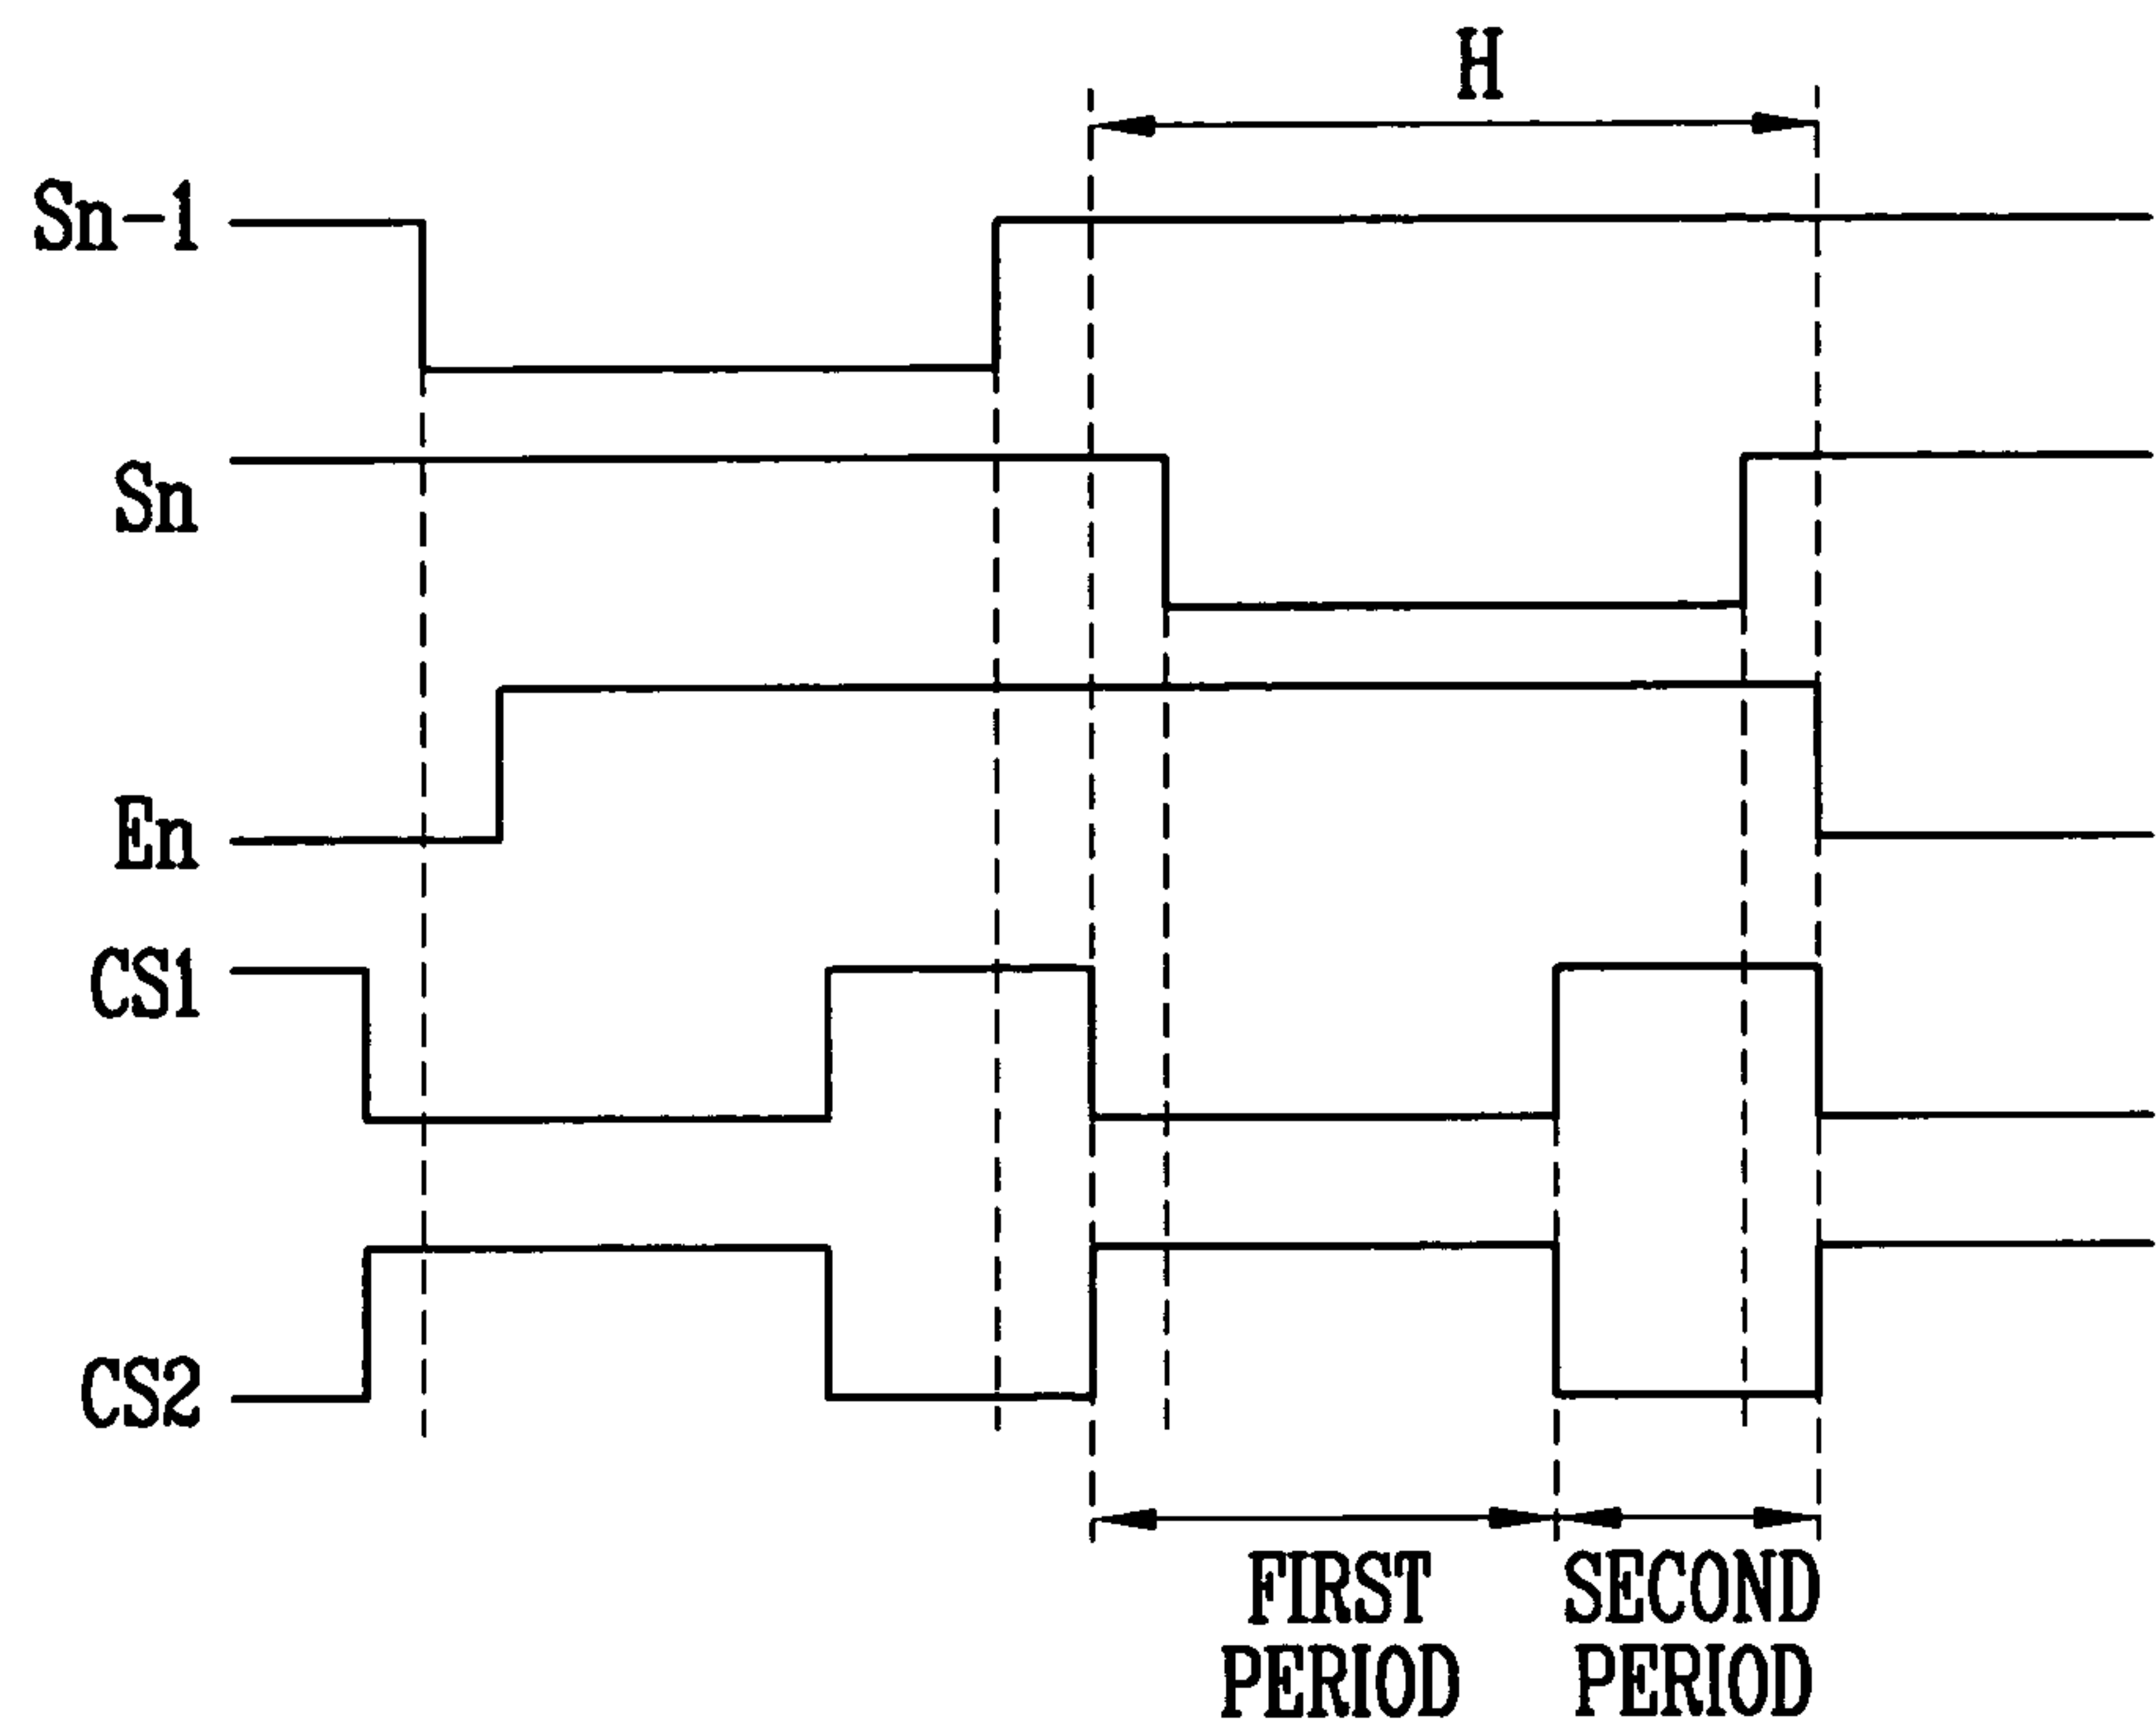 H
Sn-1
Sn
En
CS1
CS2
FIRST
PERIOD
SECOND
PERIOD